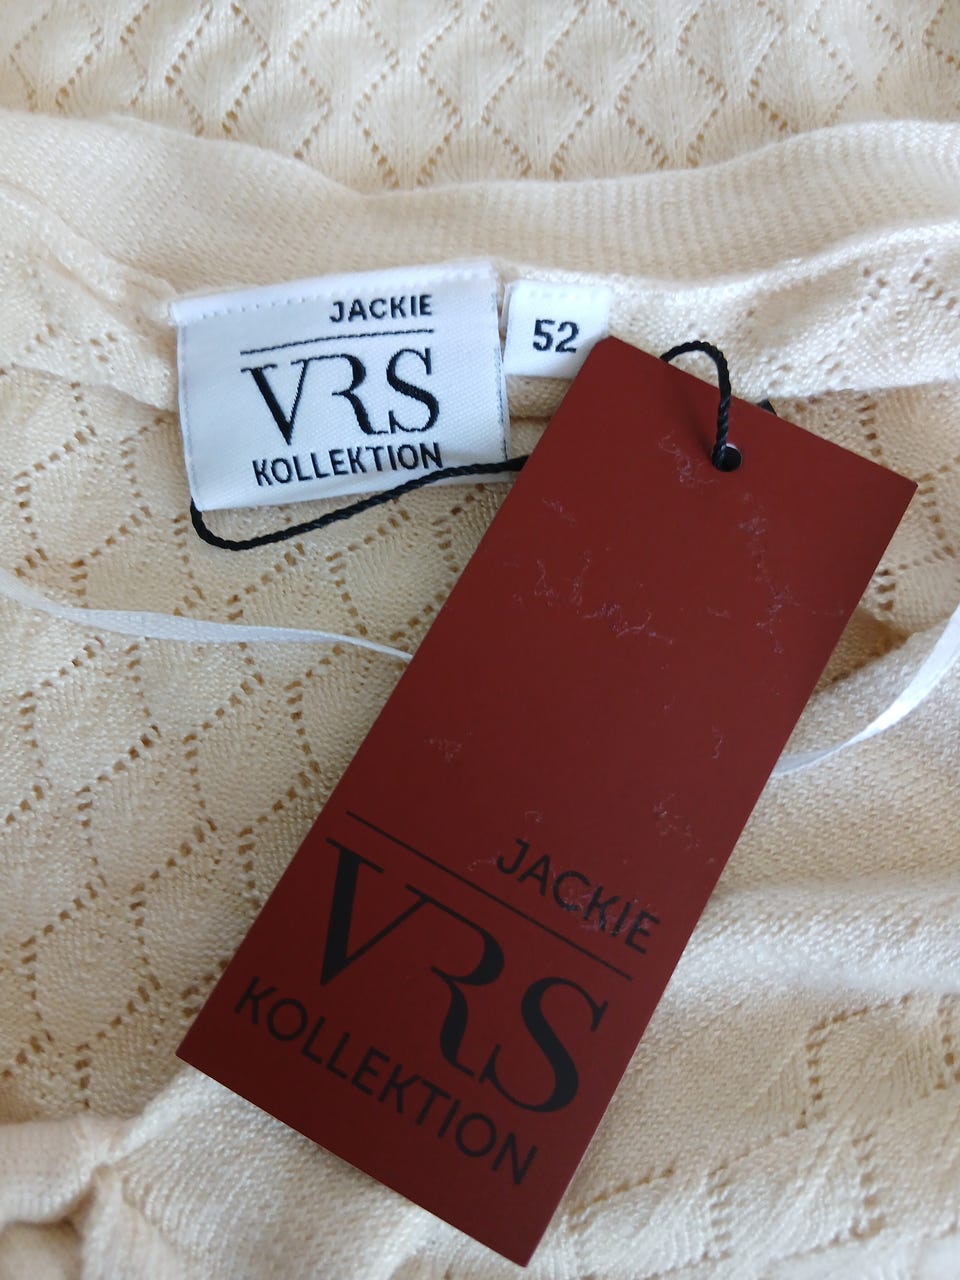 JACKIE
VRS
KOLLEKTION
52
JACKIE
VRS
KOLLEKTION